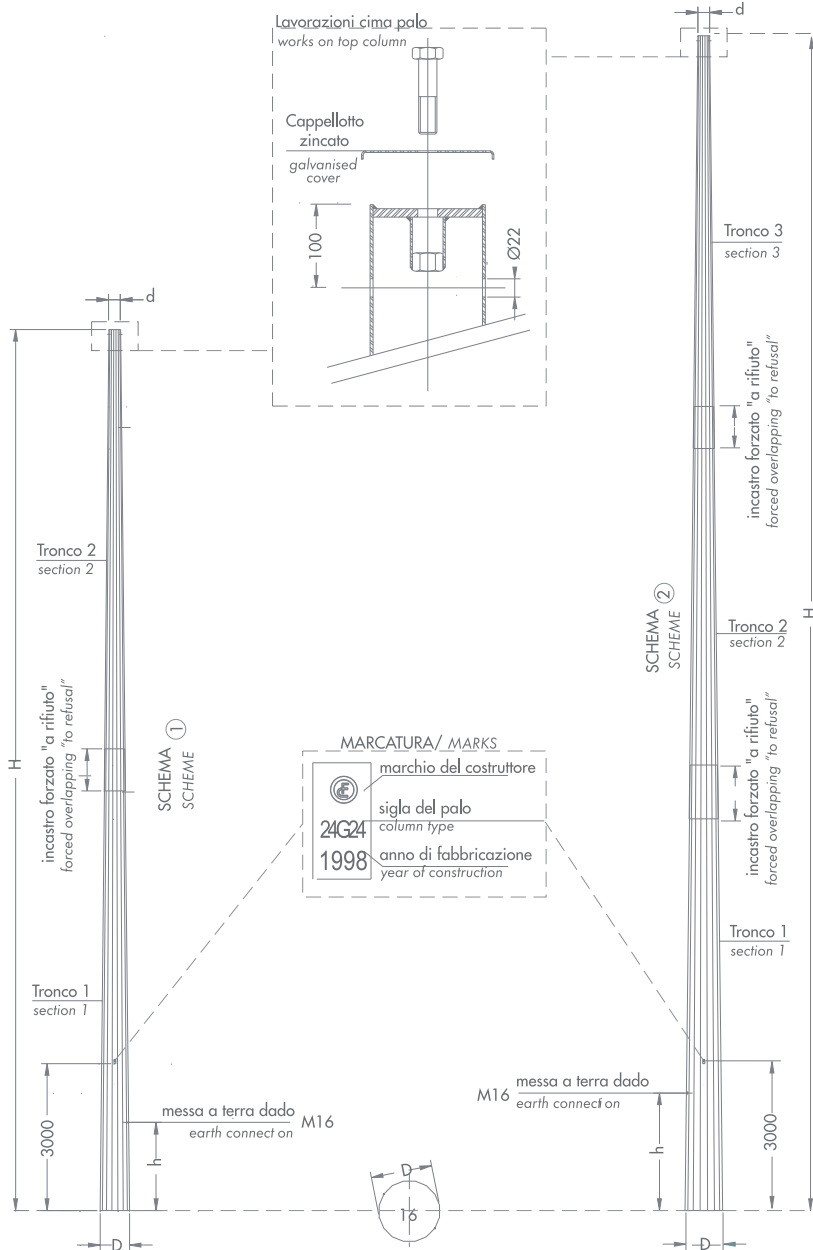 Lavorazioni cima palo
works on top column
Cappellotto
zincato
galvanised
cover
100
Ø22
d
H
Tronco 2
section 2
incastro forzato "a rifiuto"
forced overlapping "to refusal"
SCHEMA 1
SCHEME
Tronco 1
section 1
3000
messa a terra dado
earth connect on
M16
h
D
MARCATURA/ MARKS
marchio del costruttore
sigla del palo
column type
anno di fabbricazione
year of construction
24G24
1998
D
16
d
Tronco 3
section 3
incastro forzato "a rifiuto"
forced overlapping "to refusal"
H
SCHEMA 2
SCHEME
Tronco 2
section 2
incastro forzato "a rifiuto"
forced overlapping "to refusal"
Tronco 1
section 1
M16
messa a terra dado
earth connection
h
3000
D